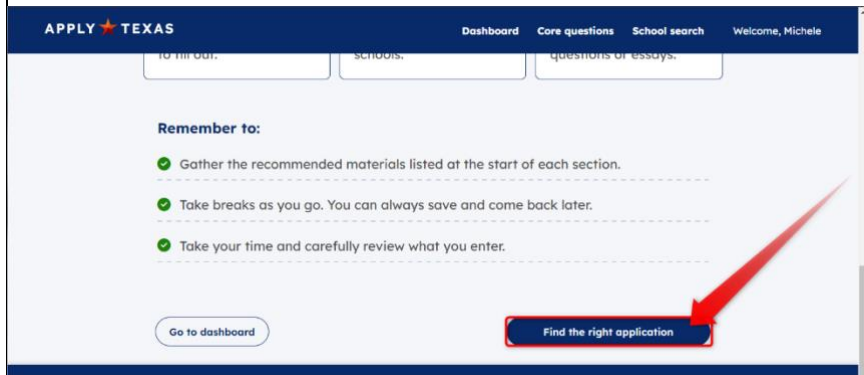 APPLY TEXAS Dashboard Core questions School search Welcome, Michele
to fill out. schools. questions or essays.
Remember to:
Gather the recommended materials listed at the start of each section.
Take breaks as you go. You can always save and come back later.
Take your time and carefully review what you enter.
Go to dashboard Find the right application